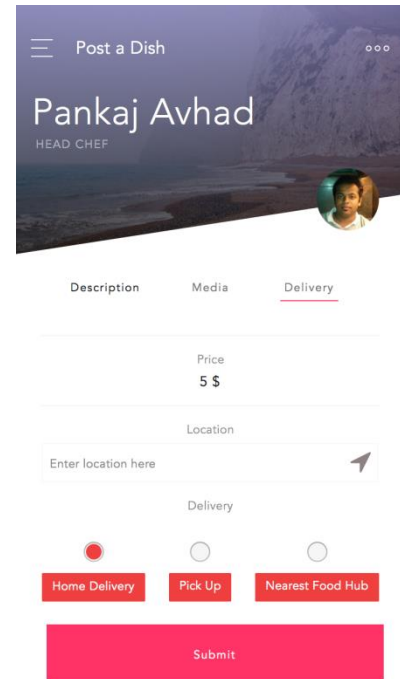 Post a Dish
Pankaj Avhad
HEAD CHEF
Description Media Delivery
Price
5 $
Location
Enter location here
Delivery
Home Delivery Pick Up Nearest Food Hub
Submit